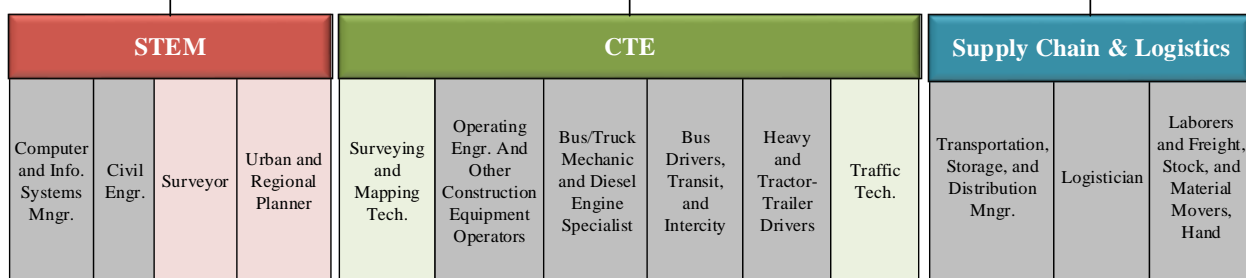 STEM
Computer
and Info.
Systems
Mngr.
Civil
Engr.
Surveyor
Urban and
Regional
Planner
CTE
Surveying
and
Mapping
Tech.
Operating
Engr. And
Other
Construction
Equipment
Operators
Bus/Truck
Mechanic
and Diesel
Engine
Specialist
Bus
Drivers,
Transit,
and
Intercity
Heavy
and
Tractor-
Trailer
Drivers
Traffic
Tech.
Supply Chain & Logistics
Transportation,
Storage, and
Distribution
Mngr.
Logistician
Laborers
and Freight,
Stock, and
Material
Movers,
Hand